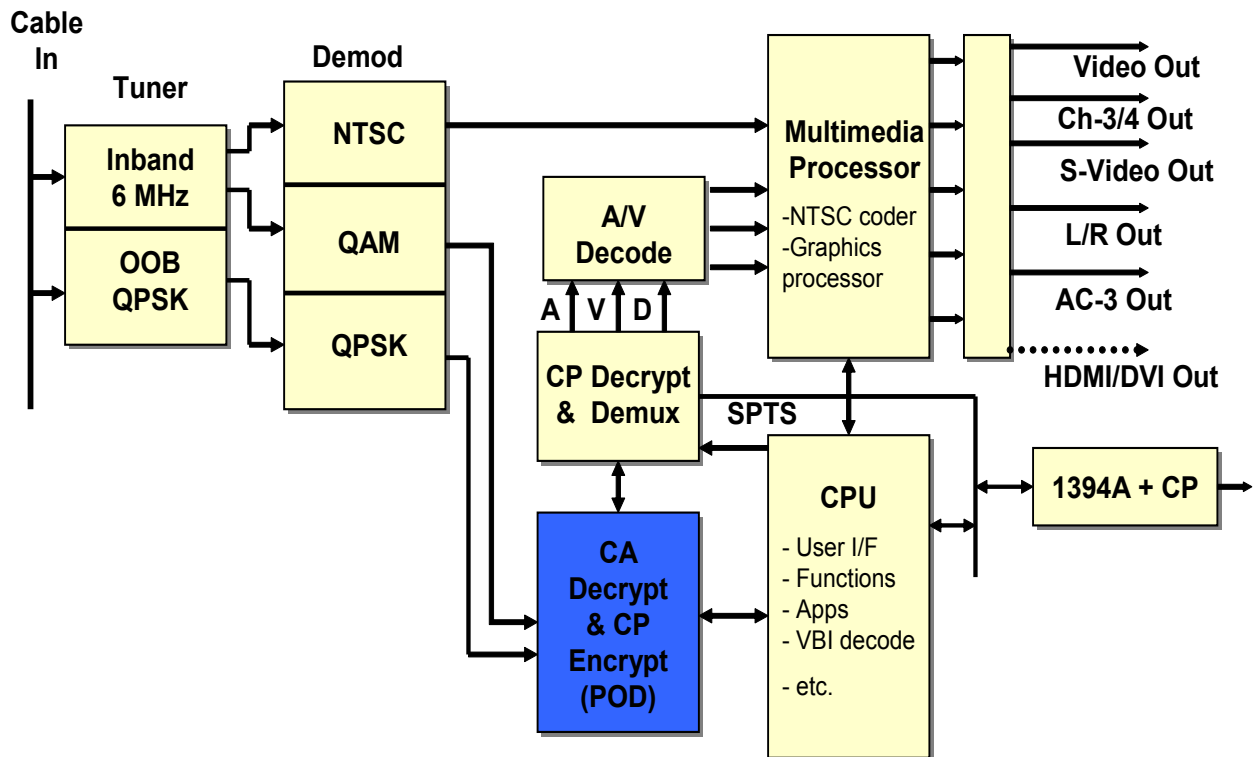 Cable
In
Tuner
Demod
Inband
6 MHz
OOB
QPSK
NTSC
QAM
QPSK
A/V
Decode
A V D
CP Decrypt
& Demux
SPTS
CA
Decrypt
& CP
Encrypt
(POD)
Multimedia
Processor
-NTSC coder
-Graphics
processor
CPU
- User I/F
- Functions
- Apps
- VBI decode
- etc.
Video Out
Ch-3/4 Out
S-Video Out
L/R Out
AC-3 Out
HDMI/DVI Out
1394A + CP